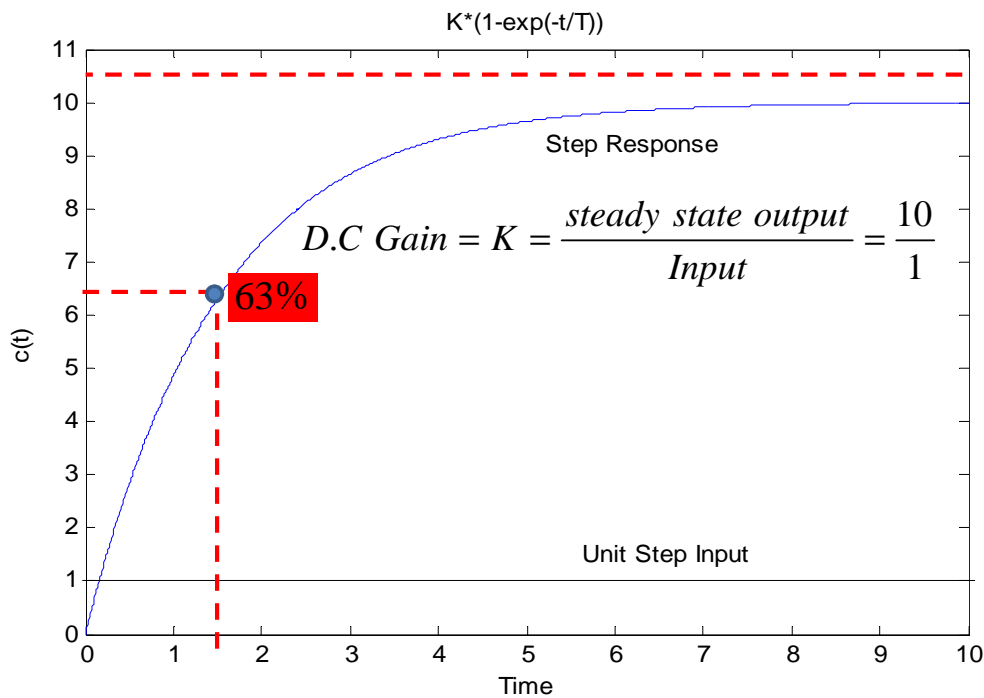 K*(1-exp(-t/T))
11
10
9
8
7
6
5
4
3
2
1
0
c(t)
Step Response
D.C Gain = K = steady state output / Input = 10 / 1
63%
Unit Step Input
0 1 2 3 4 5 6 7 8 9 10
Time